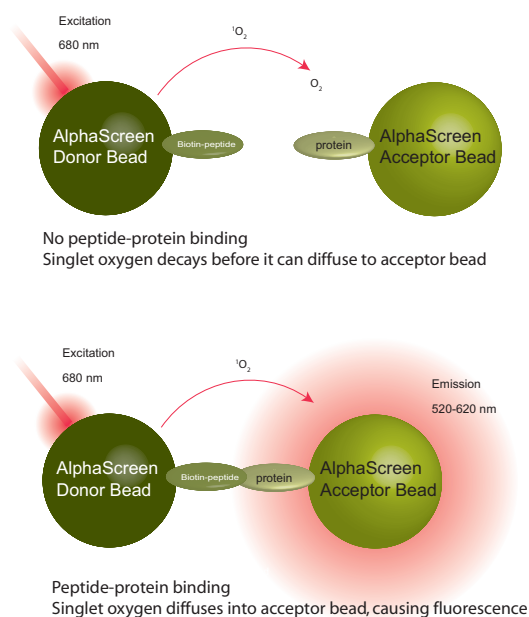 Excitation
680 nm
¹O₂
O₂
AlphaScreen
Donor Bead
Biotin-peptide
protein
AlphaScreen
Acceptor Bead
No peptide-protein binding
Singlet oxygen decays before it can diffuse to acceptor bead
Excitation
680 nm
¹O₂
Emission
520-620 nm
AlphaScreen
Donor Bead
Biotin-peptide
protein
AlphaScreen
Acceptor Bead
Peptide-protein binding
Singlet oxygen diffuses into acceptor bead, causing fluorescence